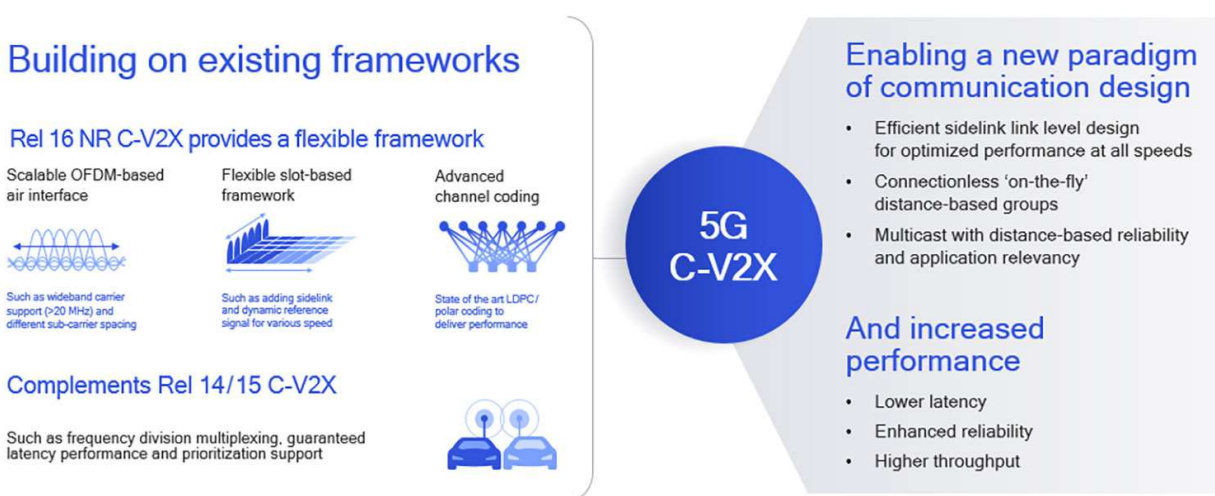 Building on existing frameworks
Rel 16 NR C-V2X provides a flexible framework
Scalable OFDM-based
air interface
Such as wideband carrier
support (>20 MHz) and
different sub-carrier spacing
Flexible slot-based
framework
Such as adding sidelink
and dynamic reference
signal for various speed
Advanced
channel coding
State of the art LDPC/
polar coding to
deliver performance
Complements Rel 14/15 C-V2X
Such as frequency division multiplexing, guaranteed
latency performance and prioritization support
5G
C-V2X
Enabling a new paradigm
of communication design
• Efficient sidelink link level design
for optimized performance at all speeds
• Connectionless ‘on-the-fly’
distance-based groups
• Multicast with distance-based reliability
and application relevancy
And increased
performance
• Lower latency
• Enhanced reliability
• Higher throughput